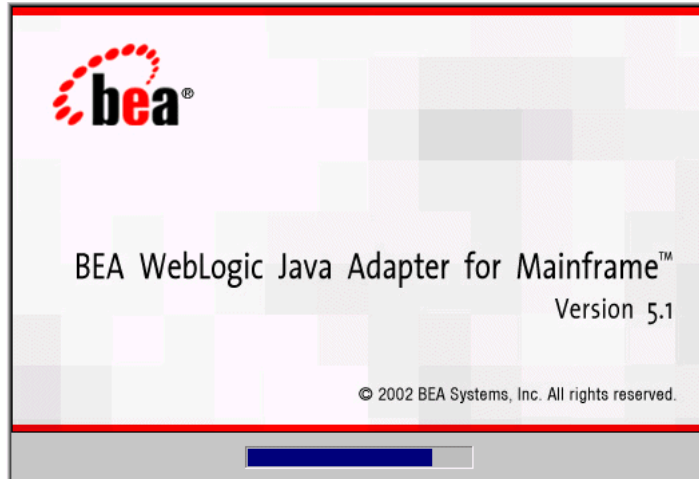 bea®
BEA WebLogic Java Adapter for Mainframe™
Version 5.1
© 2002 BEA Systems, Inc. All rights reserved.